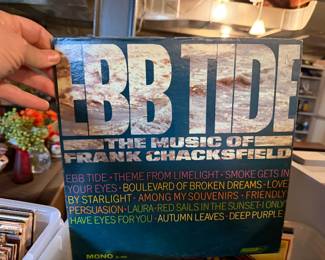 EBB TIDE
THE MUSIC OF
FRANK CHACKSFIELD
EBB TIDE • THEME FROM LIMELIGHT • SMOKE GETS IN
YOUR EYES • BOULEVARD OF BROKEN DREAMS • LOVE
BY STARLIGHT • AMONG MY SOUVENIRS • FRIENDLY
PERSUASION • LAURA • RED SAILS IN THE SUNSET • I ONLY
HAVE EYES FOR YOU • AUTUMN LEAVES • DEEP PURPLE
MONO